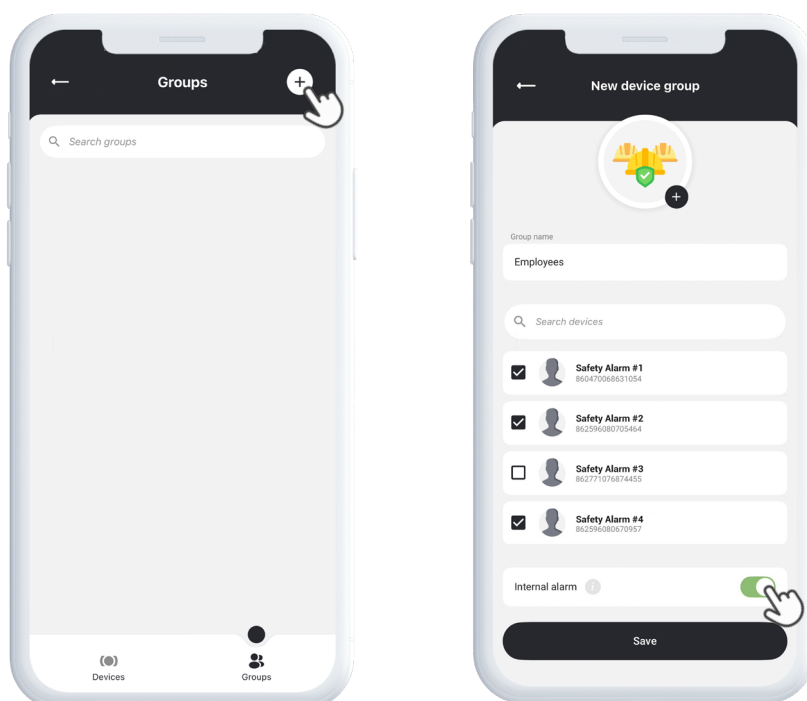 Groups
Search groups
Devices
Groups
New device group
Group name
Employees
Search devices
Safety Alarm #1
860470068631054
Safety Alarm #2
862596080705464
Safety Alarm #3
862771076874455
Safety Alarm #4
862596080670957
Internal alarm
Save